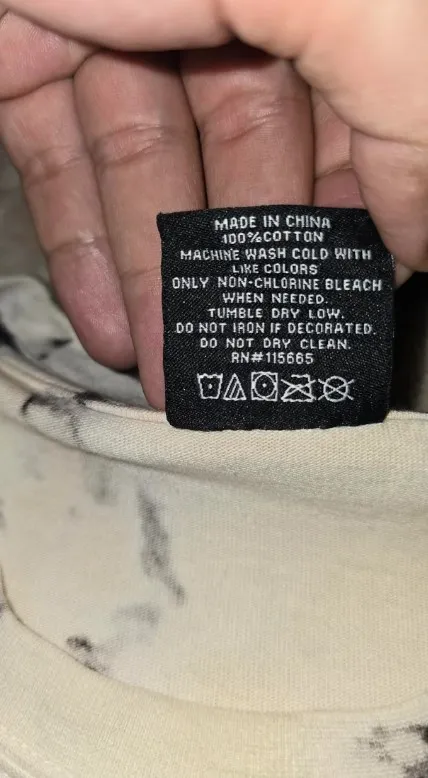 MADE IN CHINA
100%COTTON
MACHINE WASH COLD WITH
LIKE COLORS
ONLY NON-CHLORINE BLEACH
WHEN NEEDED.
TUMBLE DRY LOW.
DO NOT IRON IF DECORATED.
DO NOT DRY CLEAN.
RN#115665